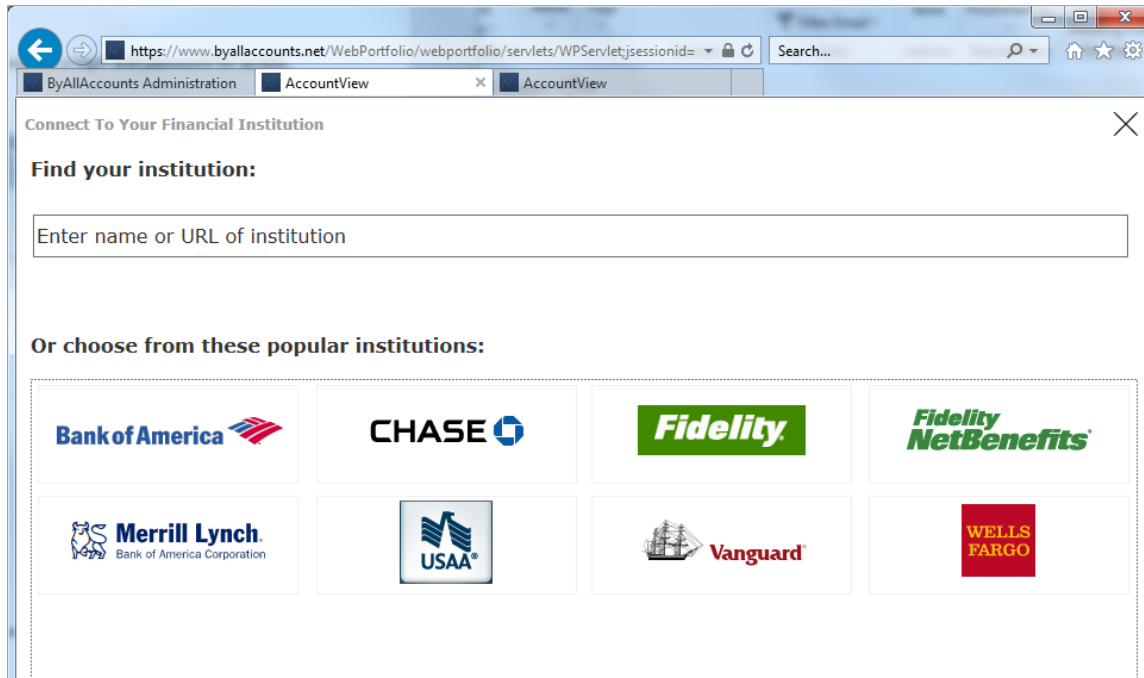 https://www.byallaccounts.net/WebPortfolio/webportfolio/servlets/WPServlet;jsessionid=
Search...
ByAllAccounts Administration
AccountView
AccountView
Connect To Your Financial Institution
Find your institution:
Enter name or URL of institution
Or choose from these popular institutions:
Bank of America
CHASE
Fidelity
Fidelity
NetBenefits
Merrill Lynch.
Bank of America Corporation
USAA®
Vanguard®
WELLS
FARGO